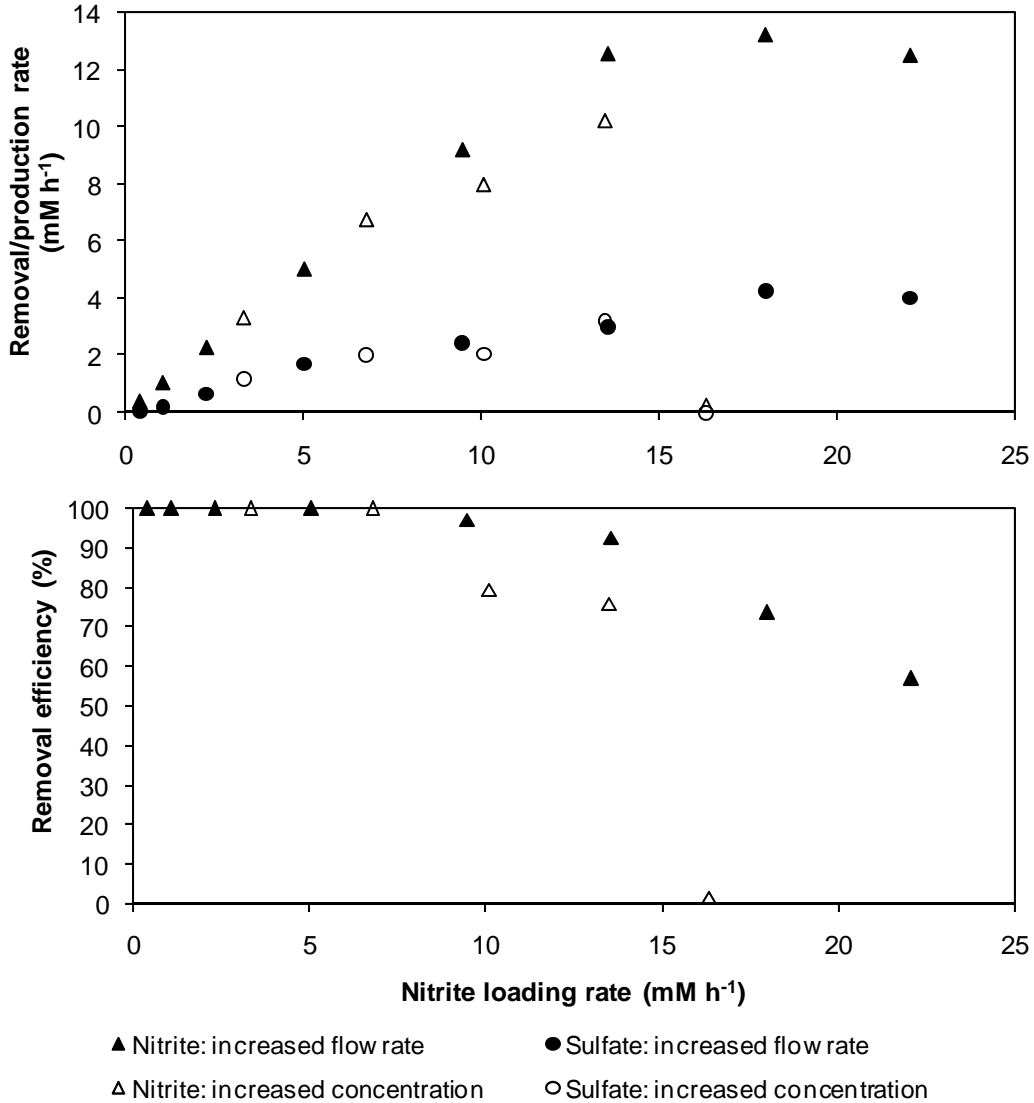 14
12
10
8
6
4
2
0
Removal/production rate
(mM h-1)
0 5 10 15 20 25
100
90
80
70
60
50
40
30
20
10
0
Removal efficiency (%)
0 5 10 15 20 25
Nitrite loading rate (mM h-1)
Nitrite: increased flow rate
Sulfate: increased flow rate
Nitrite: increased concentration
Sulfate: increased concentration